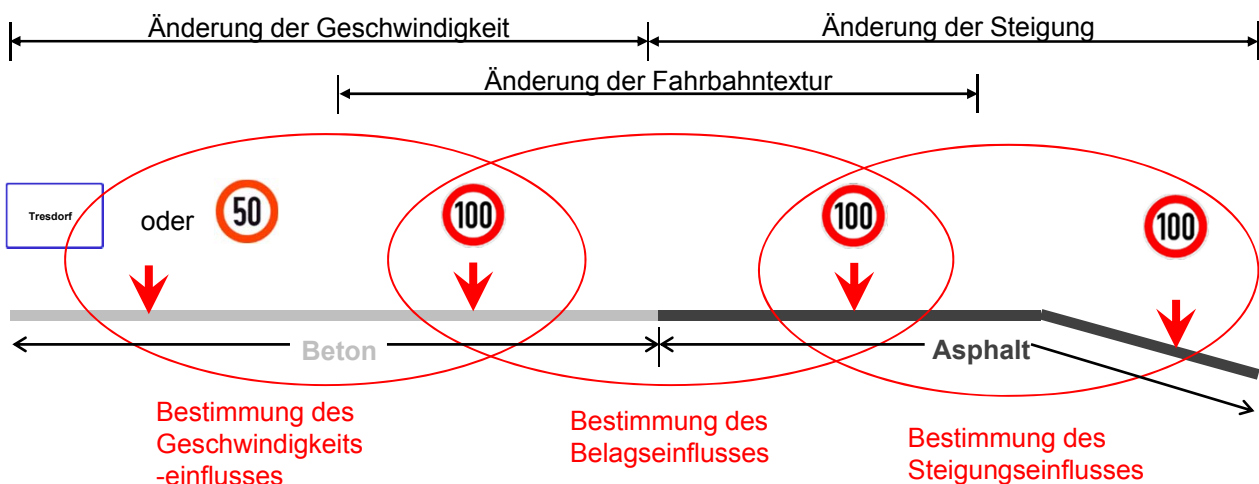 Änderung der Geschwindigkeit
Änderung der Steigung
Änderung der Fahrbahntextur
Tresdorf
oder
50
100
100
100
Beton
Asphalt
Bestimmung des
Geschwindigkeits
-einflusses
Bestimmung des
Belagseinflusses
Bestimmung des
Steigungseinflusses